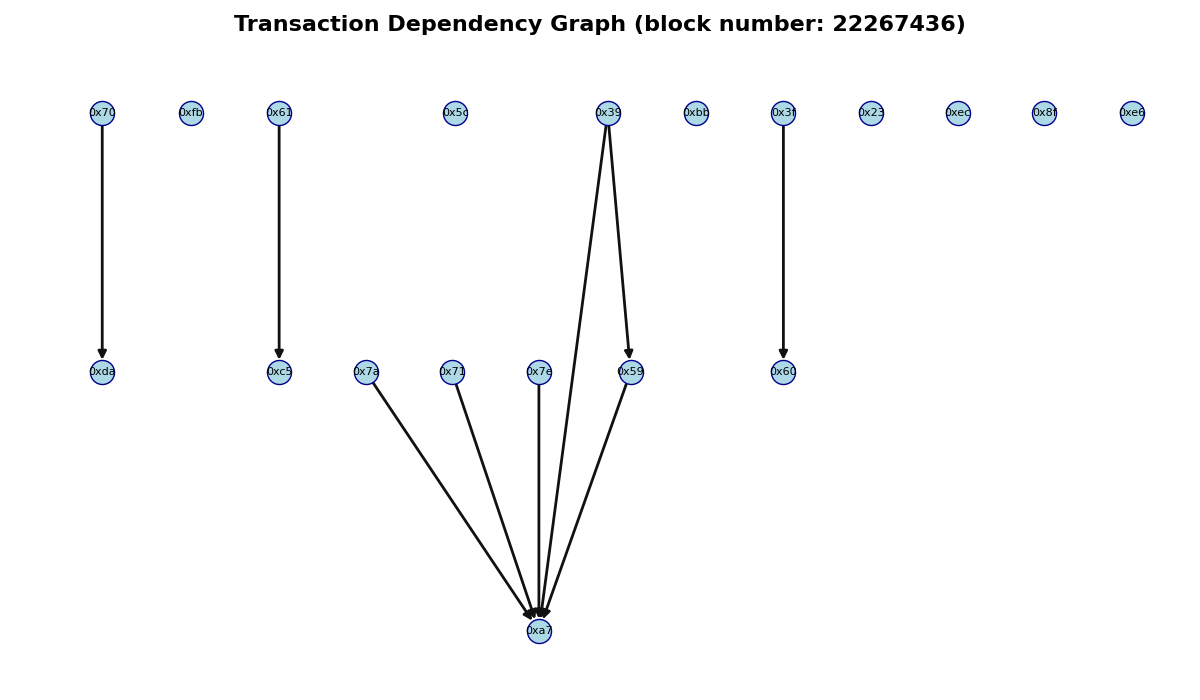 Transaction Dependency Graph (block number: 22267436)
0x70 0xfb 0x61 0x5c 0x39 0xbb 0x3f 0x23 0xec 0x8f 0xe6
0xda 0xc5 0x7a 0x71 0x7e 0x59 0x60
0xa7